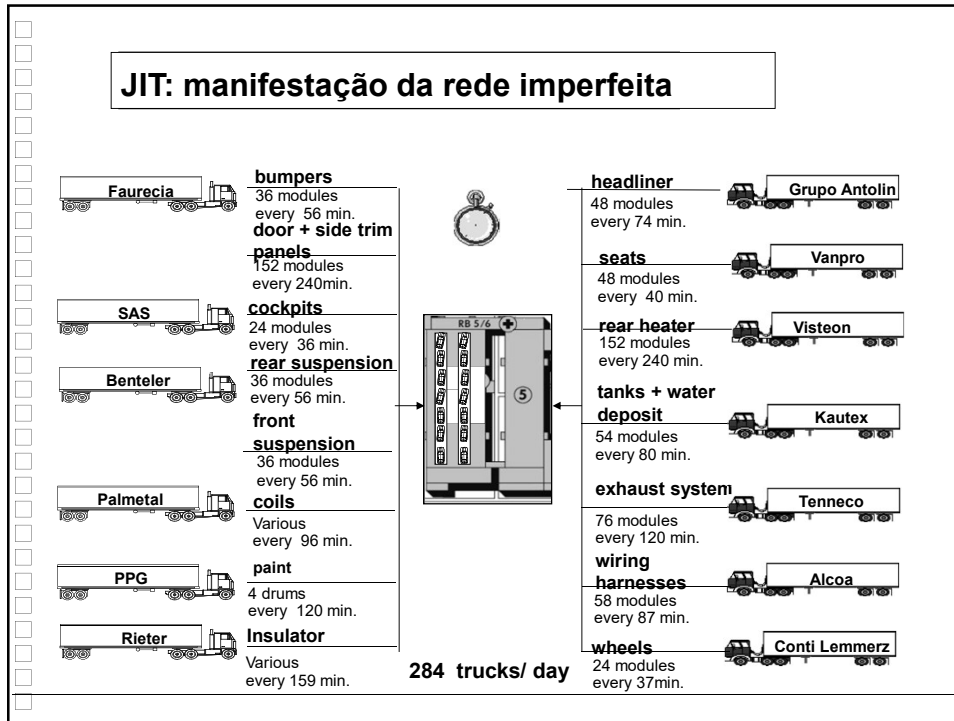 JIT: manifestação da rede imperfeita
Faurecia
bumpers
36 modules
every 56 min.
door + side trim
panels
152 modules
every 240min.
SAS
cockpits
24 modules
every 36 min.
Benteler
rear suspension
36 modules
every 56 min.
front
suspension
36 modules
every 56 min.
Palmetal
coils
Various
every 96 min.
PPG
paint
4 drums
every 120 min.
Rieter
Insulator
Various
every 159 min.
RB 5/6
5
284 trucks/ day
headliner
48 modules
every 74 min.
Grupo Antolin
seats
48 modules
every 40 min.
Vanpro
rear heater
152 modules
every 240 min.
Visteon
tanks + water
deposit
54 modules
every 80 min.
Kautex
exhaust system
76 modules
every 120 min.
Tenneco
wiring
harnesses
58 modules
every 87 min.
Alcoa
wheels
24 modules
every 37min.
Conti Lemmerz